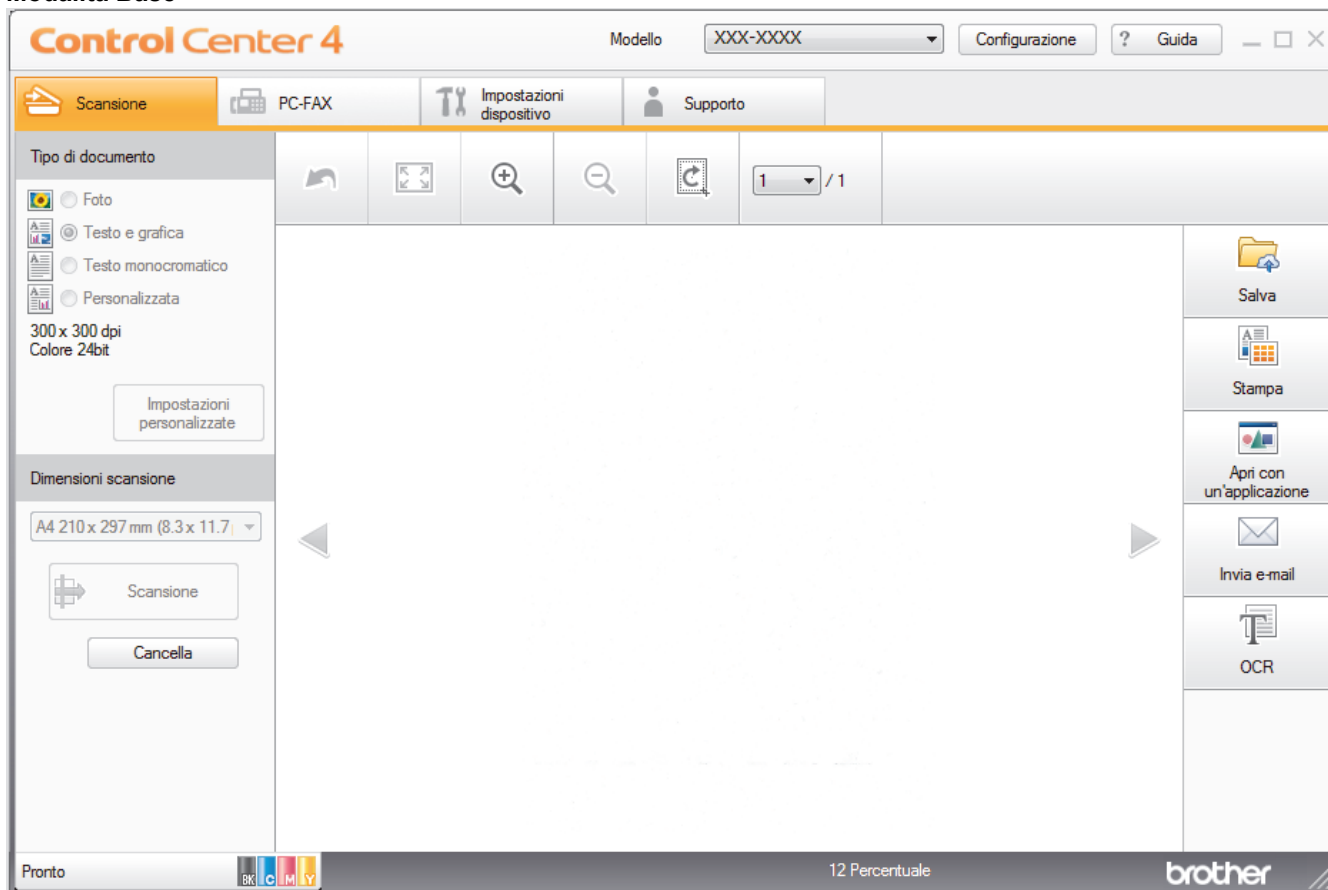 Modalità Base
Control Center 4
Modello
XXX-XXXX
Configurazione
? Guida
Scansione
PC-FAX
Impostazioni
dispositivo
Supporto
Tipo di documento
Foto
Testo e grafica
Testo monocromatico
Personalizzata
300 x 300 dpi
Colore 24bit
Impostazioni
personalizzate
Dimensioni scansione
A4 210 x 297 mm (8.3 x 11.7
Scansione
Cancella
1 / 1
Salva
Stampa
Apri con
un'applicazione
Invia e-mail
OCR
Pronto
BK C M Y
12 Percentuale
brother